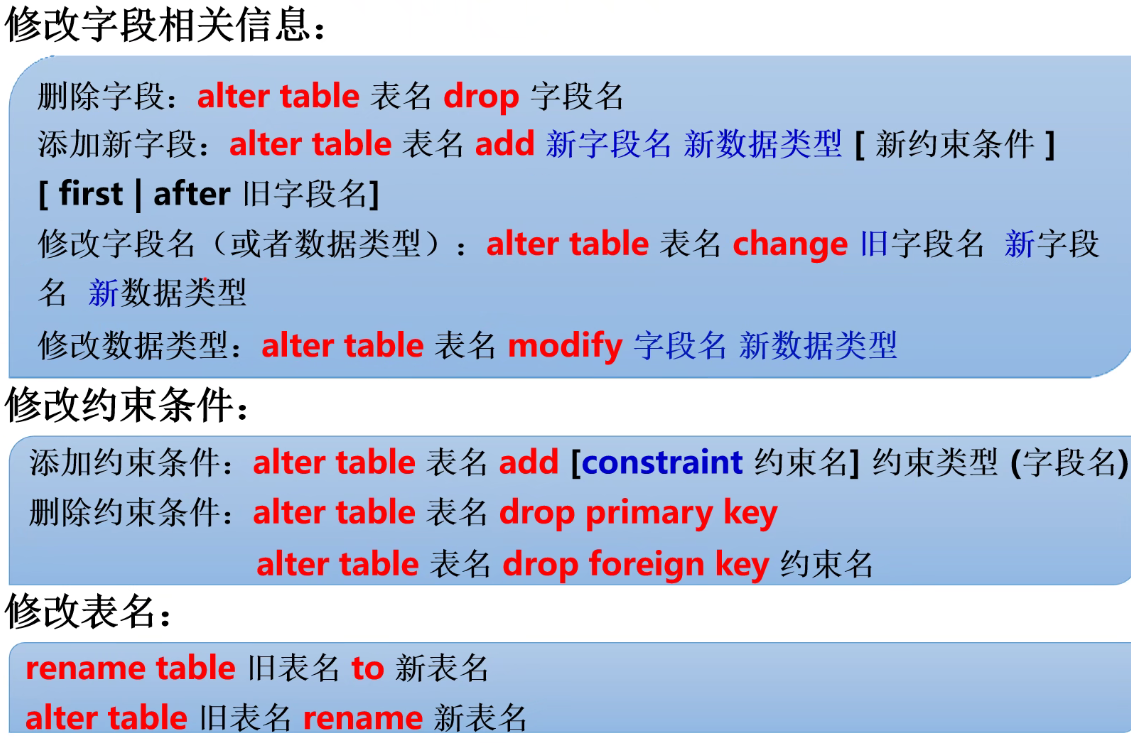 修改字段相关信息：
删除字段：alter table 表名 drop 字段名
添加新字段：alter table 表名 add 新字段名 新数据类型 [ 新约束条件 ]
[ first | after 旧字段名]
修改字段名（或者数据类型）：alter table 表名 change 旧字段名 新字段
名 新数据类型
修改数据类型：alter table 表名 modify 字段名 新数据类型
修改约束条件：
添加约束条件：alter table 表名 add [constraint 约束名] 约束类型 (字段名)
删除约束条件：alter table 表名 drop primary key
alter table 表名 drop foreign key 约束名
修改表名：
rename table 旧表名 to 新表名
alter table 旧表名 rename 新表名